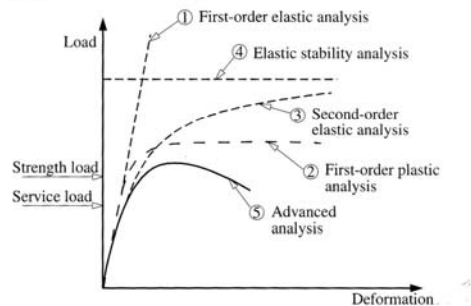 ① First-order elastic analysis
Load
④ Elastic stability analysis
③ Second-order
elastic analysis
Strength load
② First-order plastic
analysis
Service load
⑤ Advanced
analysis
Deformation